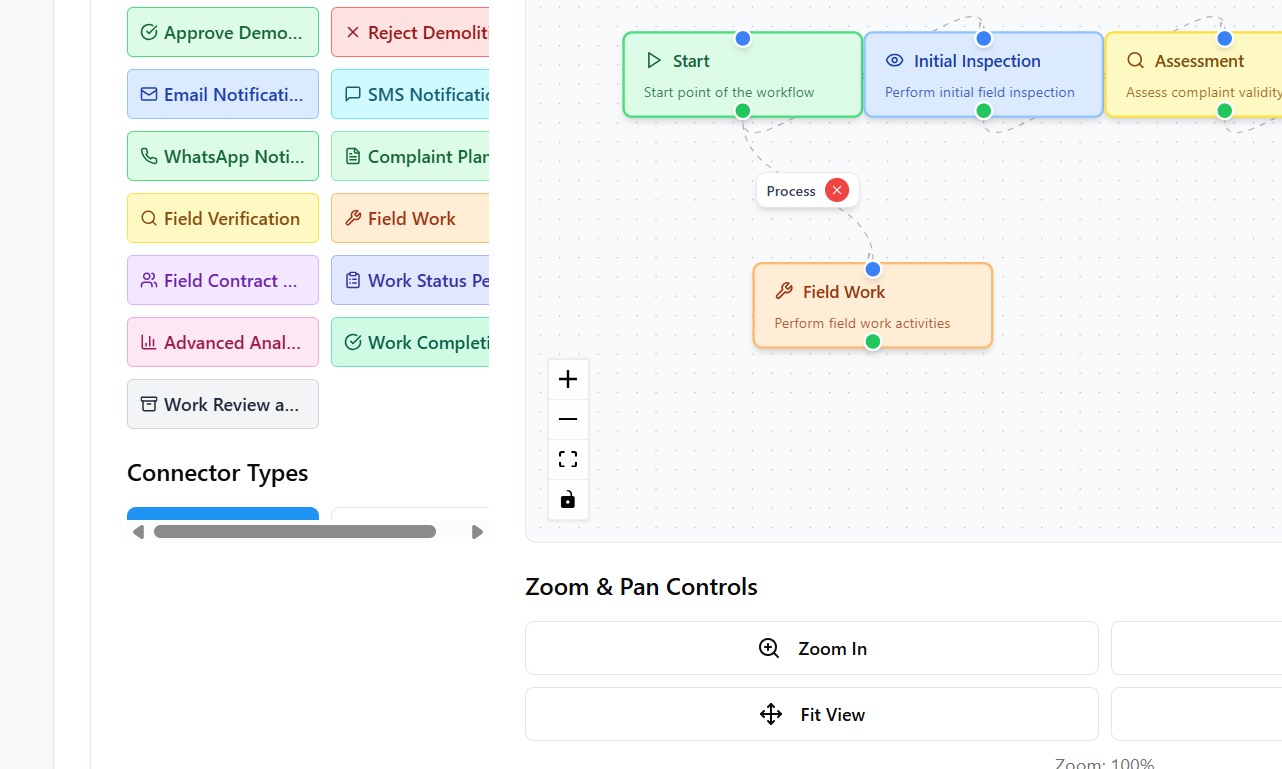 Approve Demo...
Reject Demoliti
Email Notificati...
SMS Notificatio
WhatsApp Noti...
Complaint Plan
Field Verification
Field Work
Field Contract ...
Work Status Pe
Advanced Anal...
Work Completi
Work Review a...
Connector Types
Start
Start point of the workflow
Initial Inspection
Perform initial field inspection
Assessment
Assess complaint validity
Process
Field Work
Perform field work activities
Zoom & Pan Controls
Zoom In
Fit View
Zoom: 100%